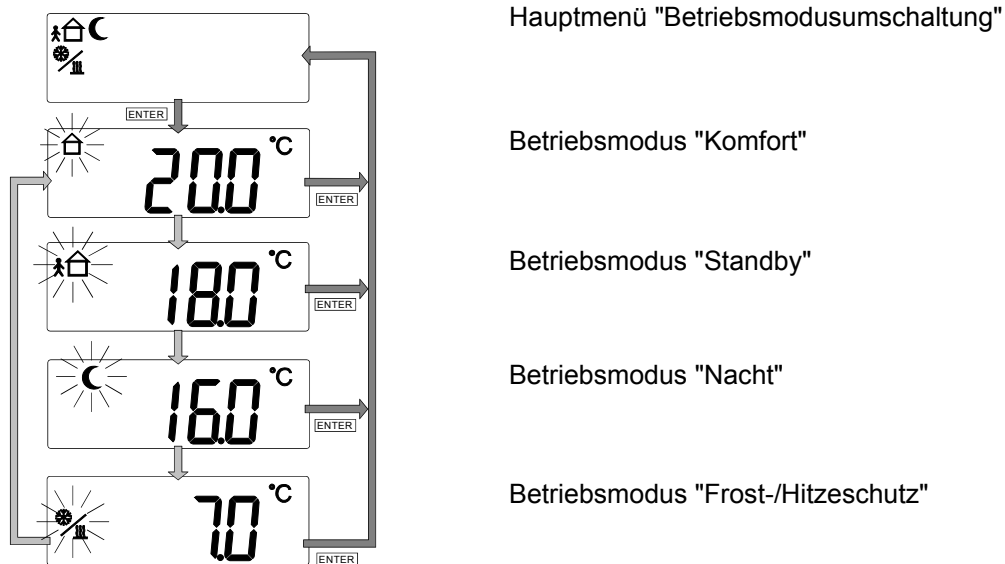 Hauptmenü "Betriebsmodusumschaltung"
ENTER
°C
20.0
Betriebsmodus "Komfort"
ENTER
°C
18.0
Betriebsmodus "Standby"
ENTER
°C
16.0
Betriebsmodus "Nacht"
ENTER
°C
7.0
Betriebsmodus "Frost-/Hitzeschutz"
ENTER